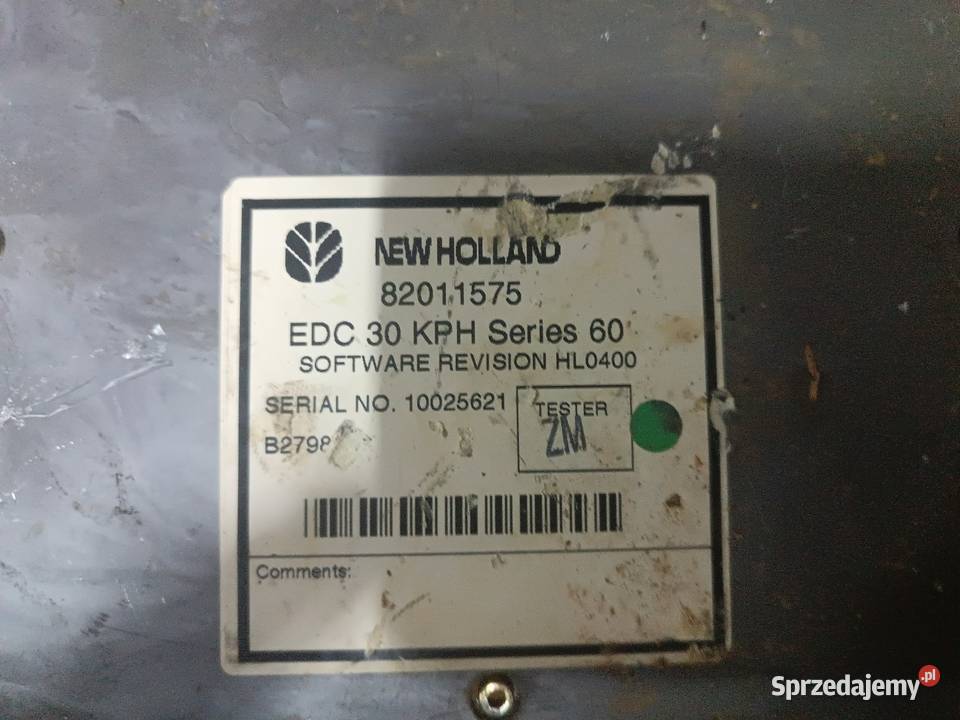 NEW HOLLAND
82011575
EDC 30 KPH Series 60
SOFTWARE REVISION HL0400
SERIAL NO. 10025621
TESTER
ZM
Comments:
Sprzedajemy.pl